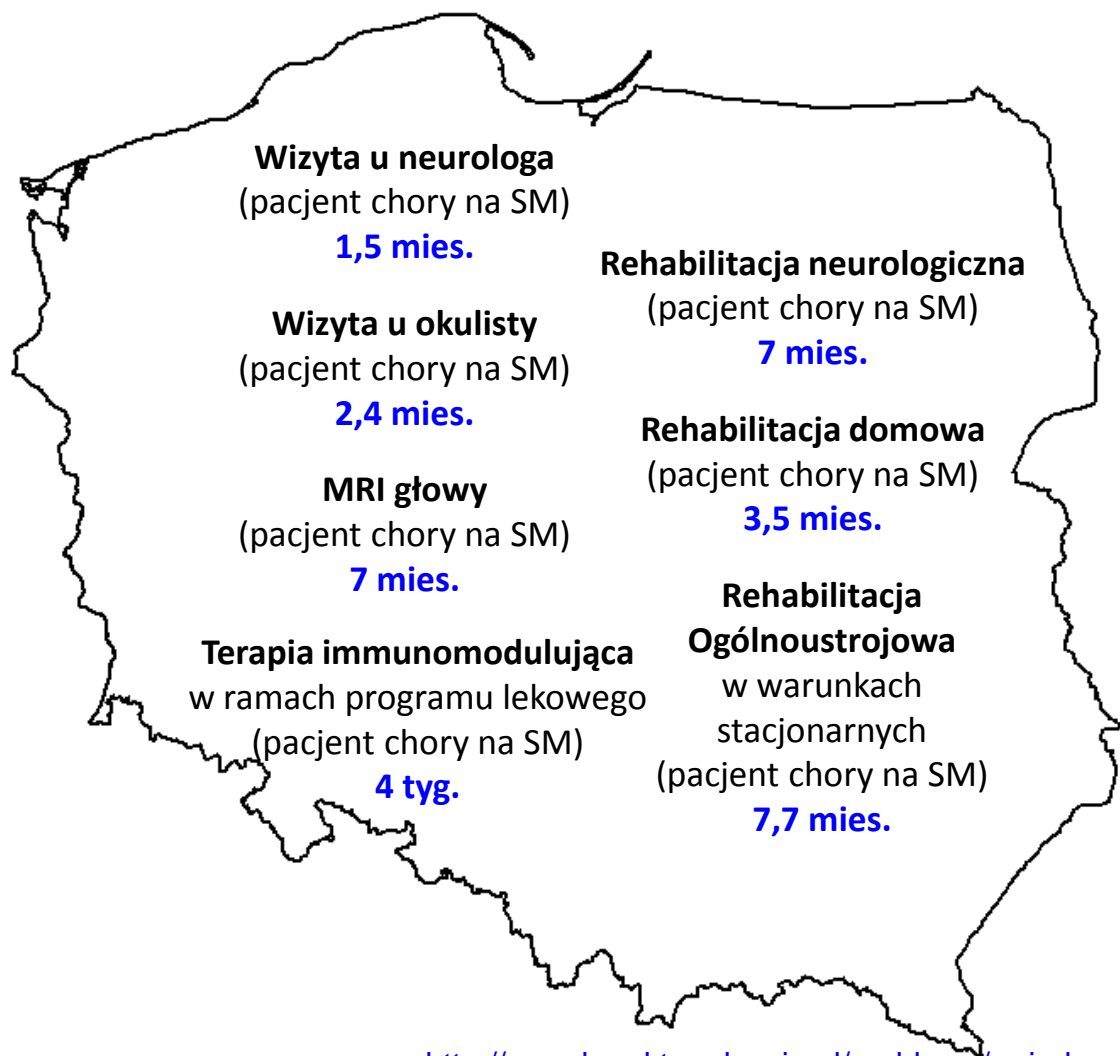 Wizyta u neurologa
(pacjent chory na SM)
1,5 mies.
Wizyta u okulisty
(pacjent chory na SM)
2,4 mies.
MRI głowy
(pacjent chory na SM)
7 mies.
Terapia immunomodulująca
w ramach programu lekowego
(pacjent chory na SM)
4 tyg.
Rehabilitacja neurologiczna
(pacjent chory na SM)
7 mies.
Rehabilitacja domowa
(pacjent chory na SM)
3,5 mies.
Rehabilitacja
Ogólnoustrojowa
w warunkach
stacjonarnych
(pacjent chory na SM)
7,7 mies.